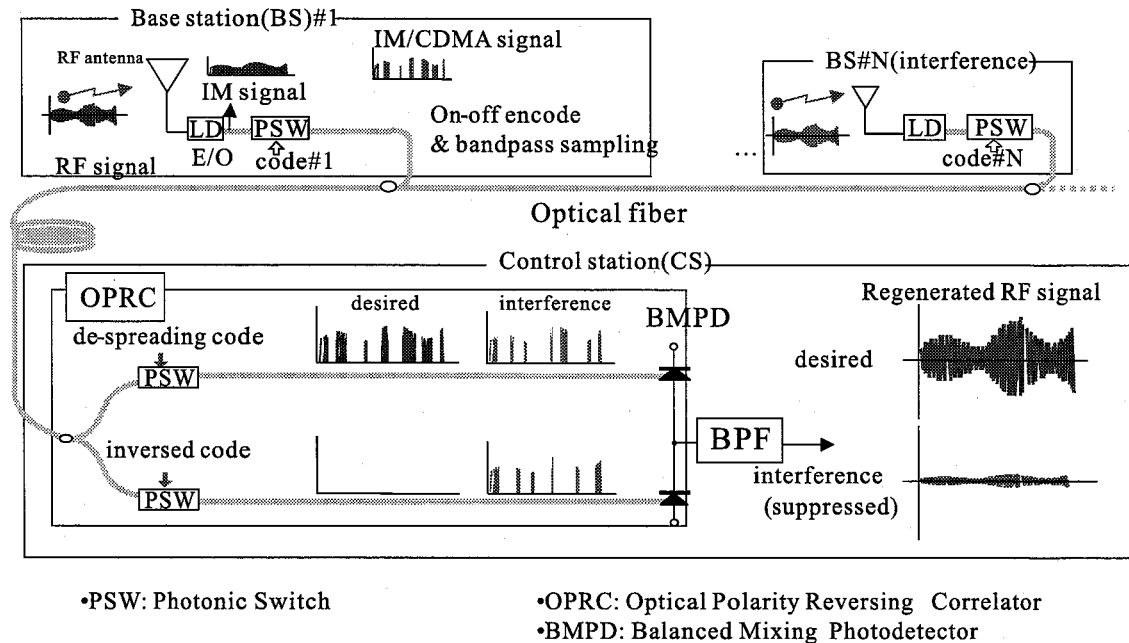 Base station(BS)#1
RF antenna
IM signal
IM/CDMA signal
LD
PSW
E/O
code#1
RF signal
On-off encode
& bandpass sampling
BS#N(interference)
LD
PSW
code#N
...
Optical fiber
Control station(CS)
OPRC
de-spreading code
PSW
inversed code
PSW
desired
interference
BMPD
BPF
Regenerated RF signal
desired
interference
(suppressed)
•PSW: Photonic Switch
•OPRC: Optical Polarity Reversing Correlator
•BMPD: Balanced Mixing Photodetector